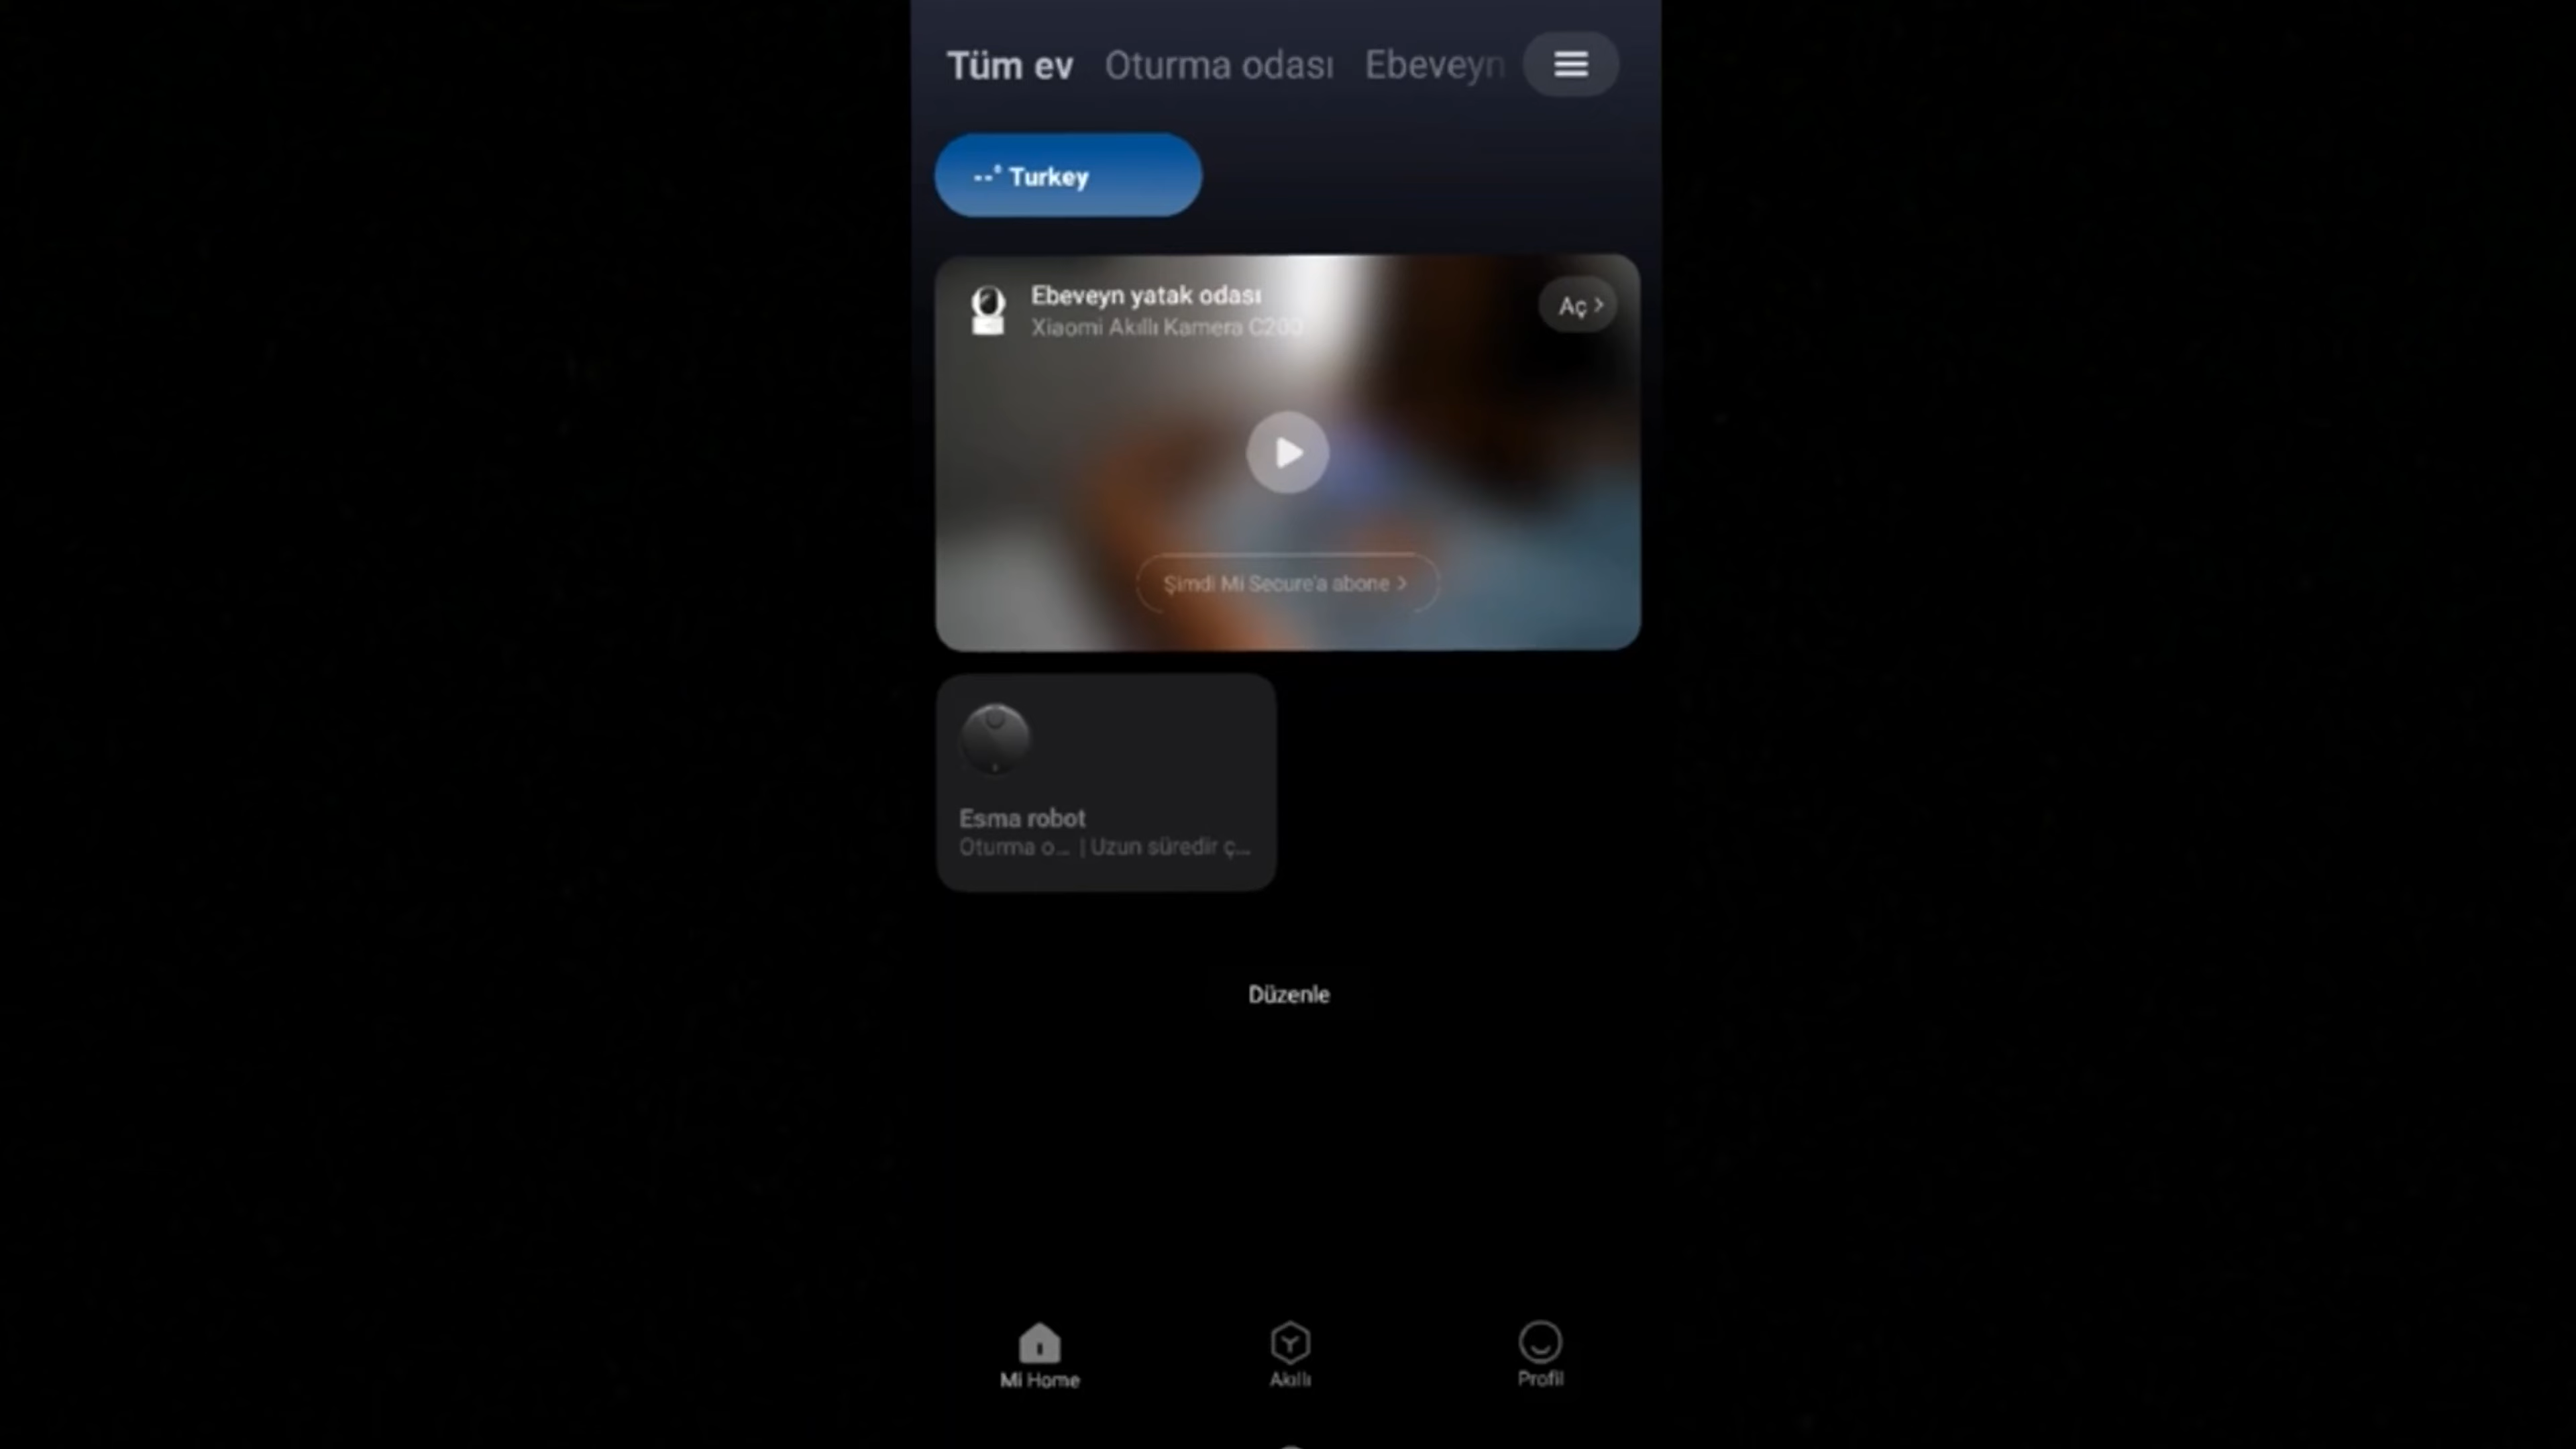 Tüm ev Oturma odası Ebeveyn
--° Turkey
Ebeveyn yatak odası
Xiaomi Akıllı Kamera C200
Aç >
Şimdi Mi Secure'a abone >
Esma robot
Oturma o... | Uzun süredir ç...
Düzenle
Mi Home Akıllı Profil